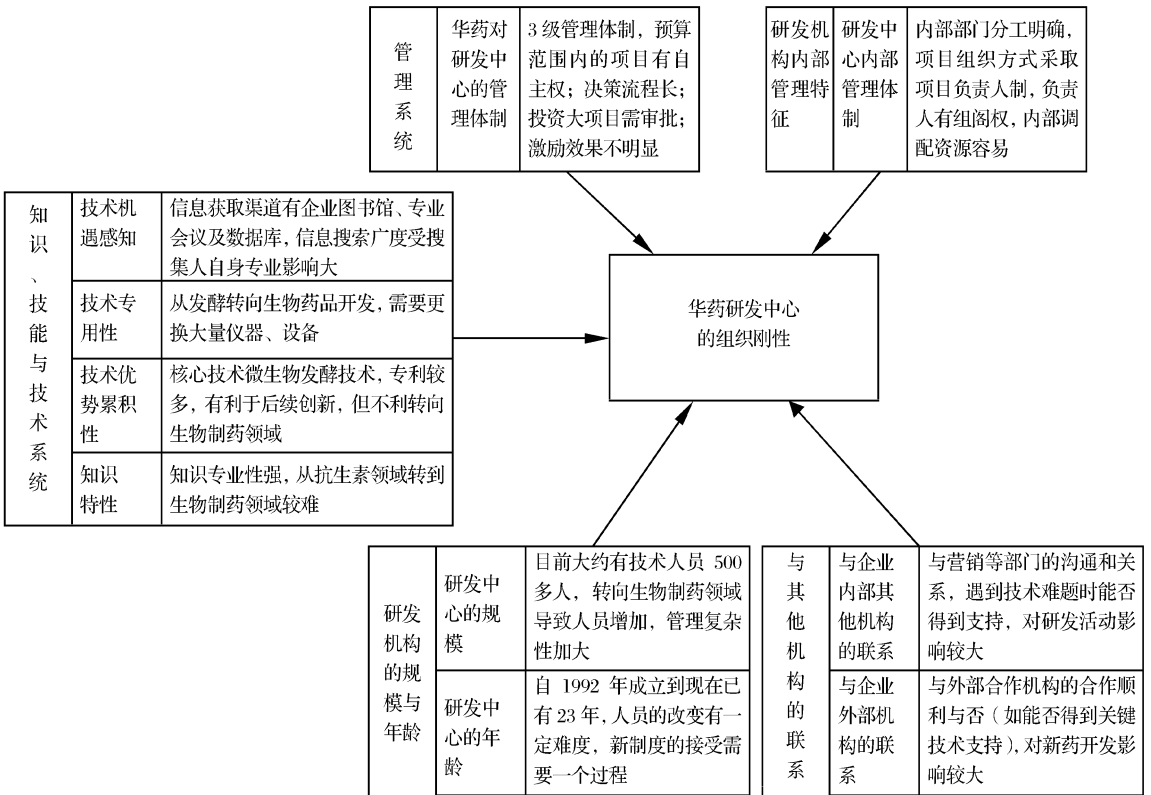 管理系统
华药对
研发中
心的管
理体制
3级管理体制，预算
范围内的项目有自
主权；决策流程长；
投资大项目需审批；
激励效果不明显
研发机
构内部
管理特
征
研发中
心内部
管理体
制
内部部门分工明确，
项目组织方式采取
项目负责人制，负责
人有组阁权，内部调
配资源容易
知识、技能与技术系统
技术机
遇感知
信息获取渠道有企业图书馆、专业
会议及数据库，信息搜索广度受搜
集人自身专业影响大
技术专
用性
从发酵转向生物药品开发，需要更
换大量仪器、设备
技术优
势累积
性
核心技术微生物发酵技术，专利较
多，有利于后续创新，但不利转向
生物制药领域
知识
特性
知识专业性强，从抗生素领域转到
生物制药领域较难
华药研发中心
的组织刚性
研发
机构
的规
模与
年龄
研发中
心的规
模
目前大约有技术人员 500
多人，转向生物制药领域
导致人员增加，管理复杂
性加大
研发中
心的年
龄
自 1992 年成立到现在已
有23年，人员的改变有一
定难度，新制度的接受需
要一个过程
与其他机构的联系
与企业
内部其
他机构
的联系
与营销等部门的沟通和关
系，遇到技术难题时能否
得到支持，对研发活动影
响较大
与企业
外部机
构的联
系
与外部合作机构的合作顺
利与否（如能否得到关键
技术支持），对新药开发影
响较大